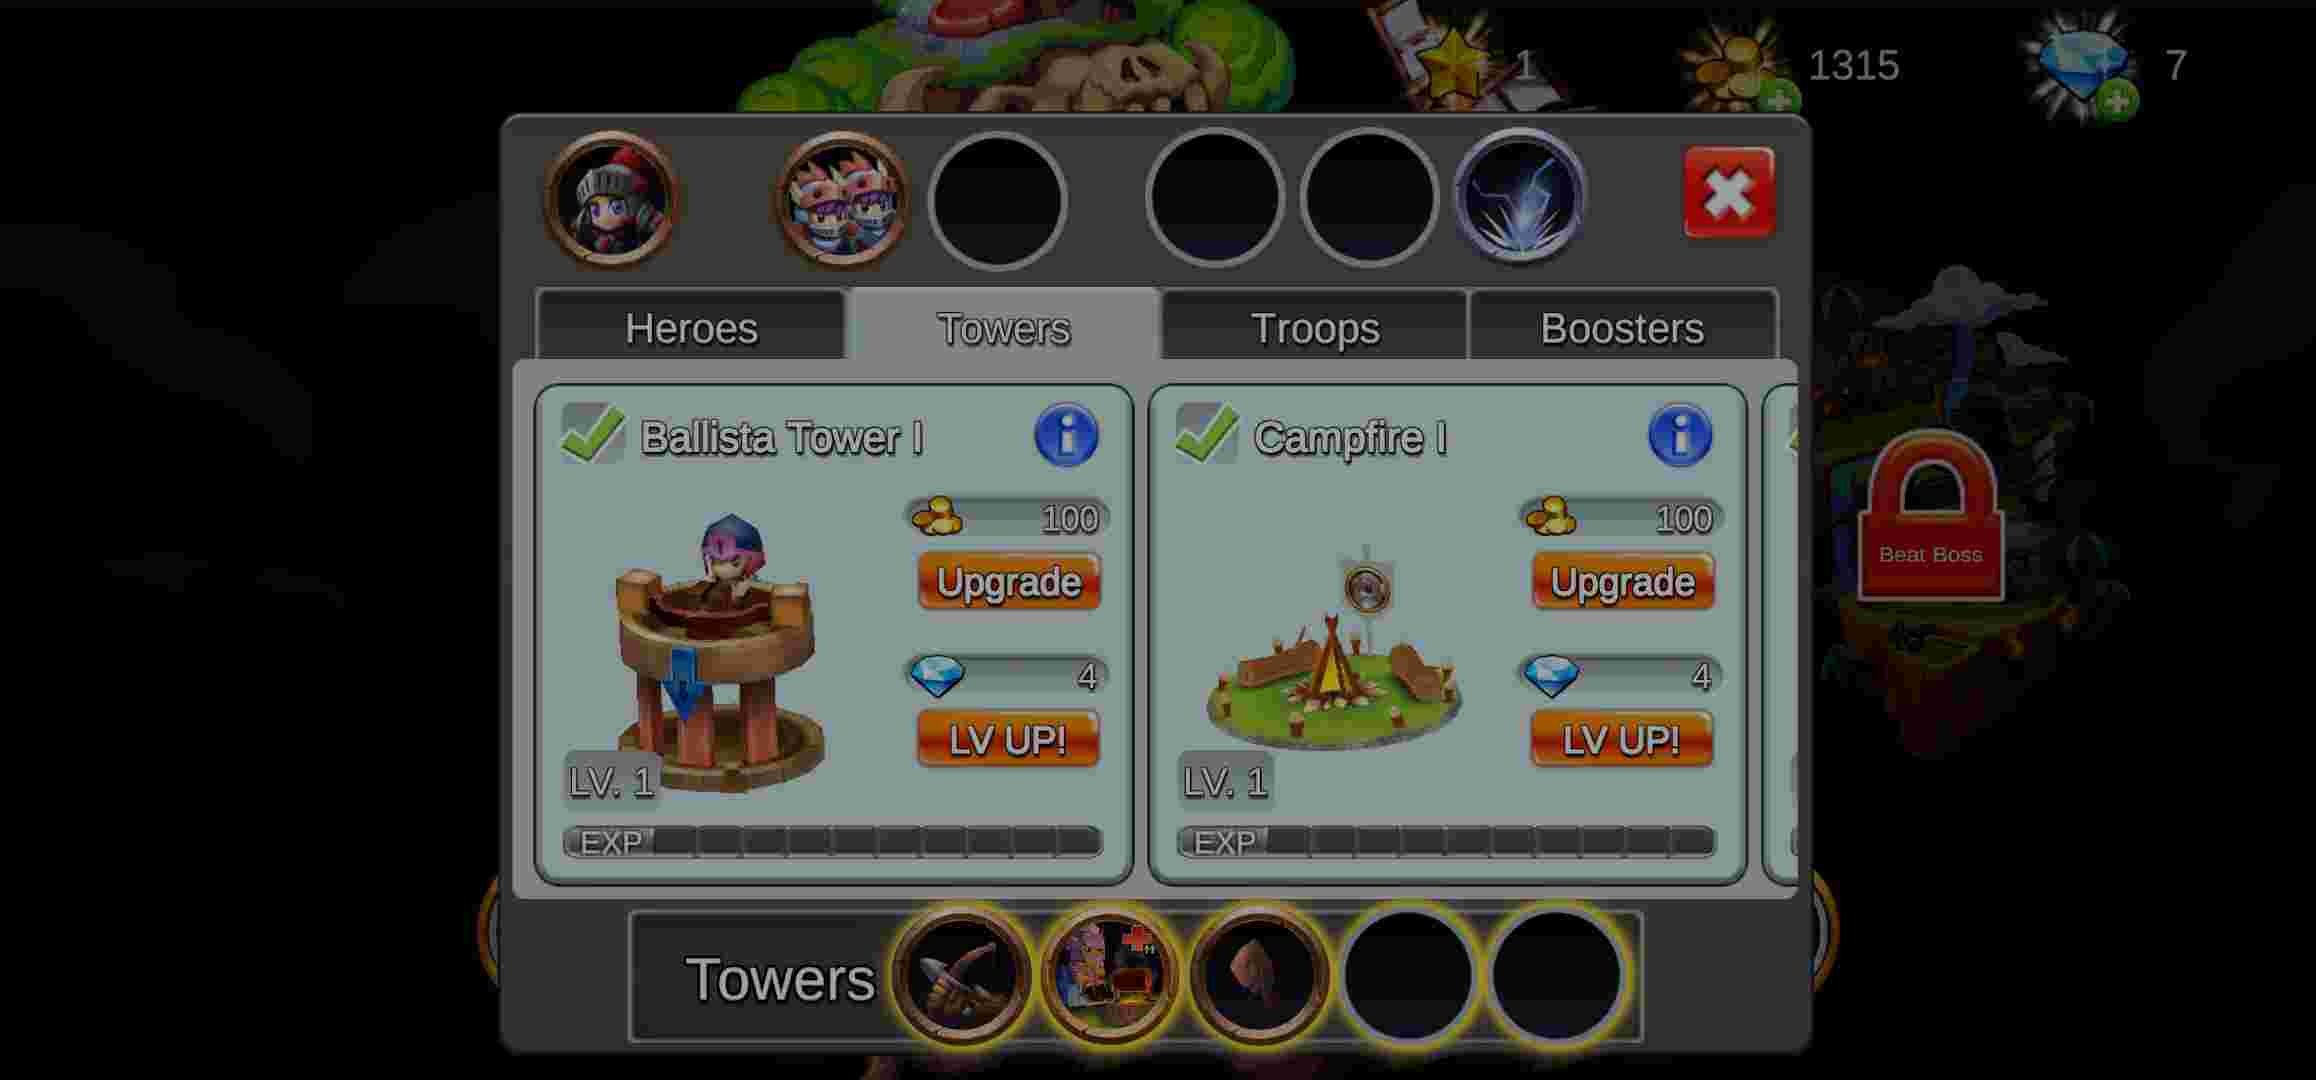 1
1315
7
Heroes
Towers
Troops
Boosters
Ballista Tower I
100
Upgrade
4
LV UP!
LV. 1
EXP
Campfire I
100
Upgrade
4
LV UP!
LV. 1
EXP
Beat Boss
Towers